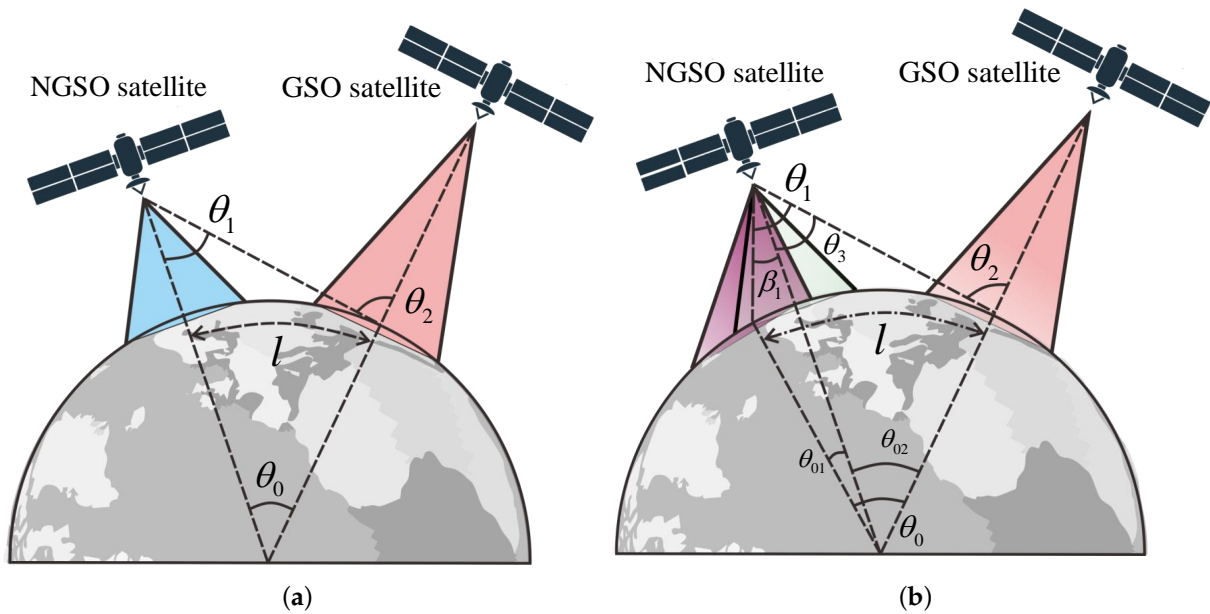 NGSO satellite
GSO satellite
θ₁
θ₂
l
θ₀
(a)
NGSO satellite
GSO satellite
θ₁
θ₃
β₁
θ₂
l
θ₀₁
θ₀₂
θ₀
(b)